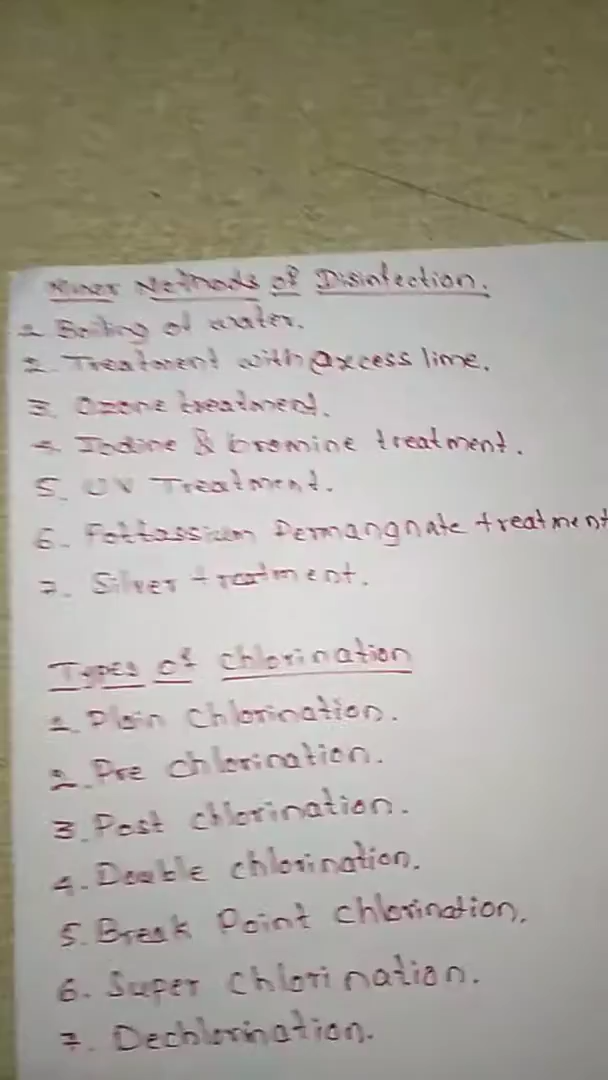 Miner Methods of Disinfection.
1. Boiling of water.
2. Treatment with excess lime.
3. Ozone treatment.
4. Iodine & bromine treatment.
5. UV Treatment.
6. Pottassium Permangnate treatment
7. Silver treatment.
Types of chlorination
1. Plain Chlorination.
2. Pre chlorination.
3. Post chlorination.
4. Double chlorination.
5. Break Point chlorination.
6. Super chlorination.
7. Dechlorination.